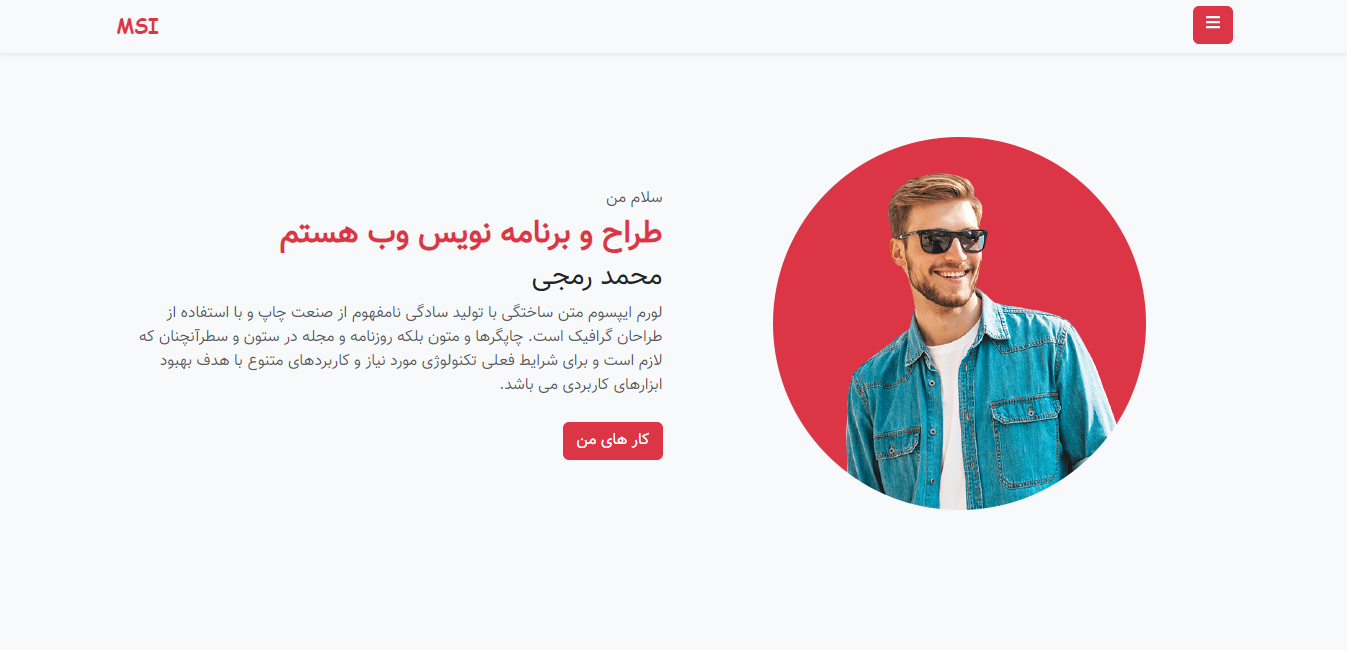 MSI
سلام من
طراح و برنامه نویس وب هستم
محمد رمجی
لورم ایپسوم متن ساختگی با تولید سادگی نامفهوم از صنعت چاپ و با استفاده از
طراحان گرافیک است. چاپگرها و متون بلکه روزنامه و مجله در ستون و سطرآنچنان که
لازم است و برای شرایط فعلی تکنولوژی مورد نیاز و کاربردهای متنوع با هدف بهبود
ابزارهای کاربردی می باشد.
کار های من